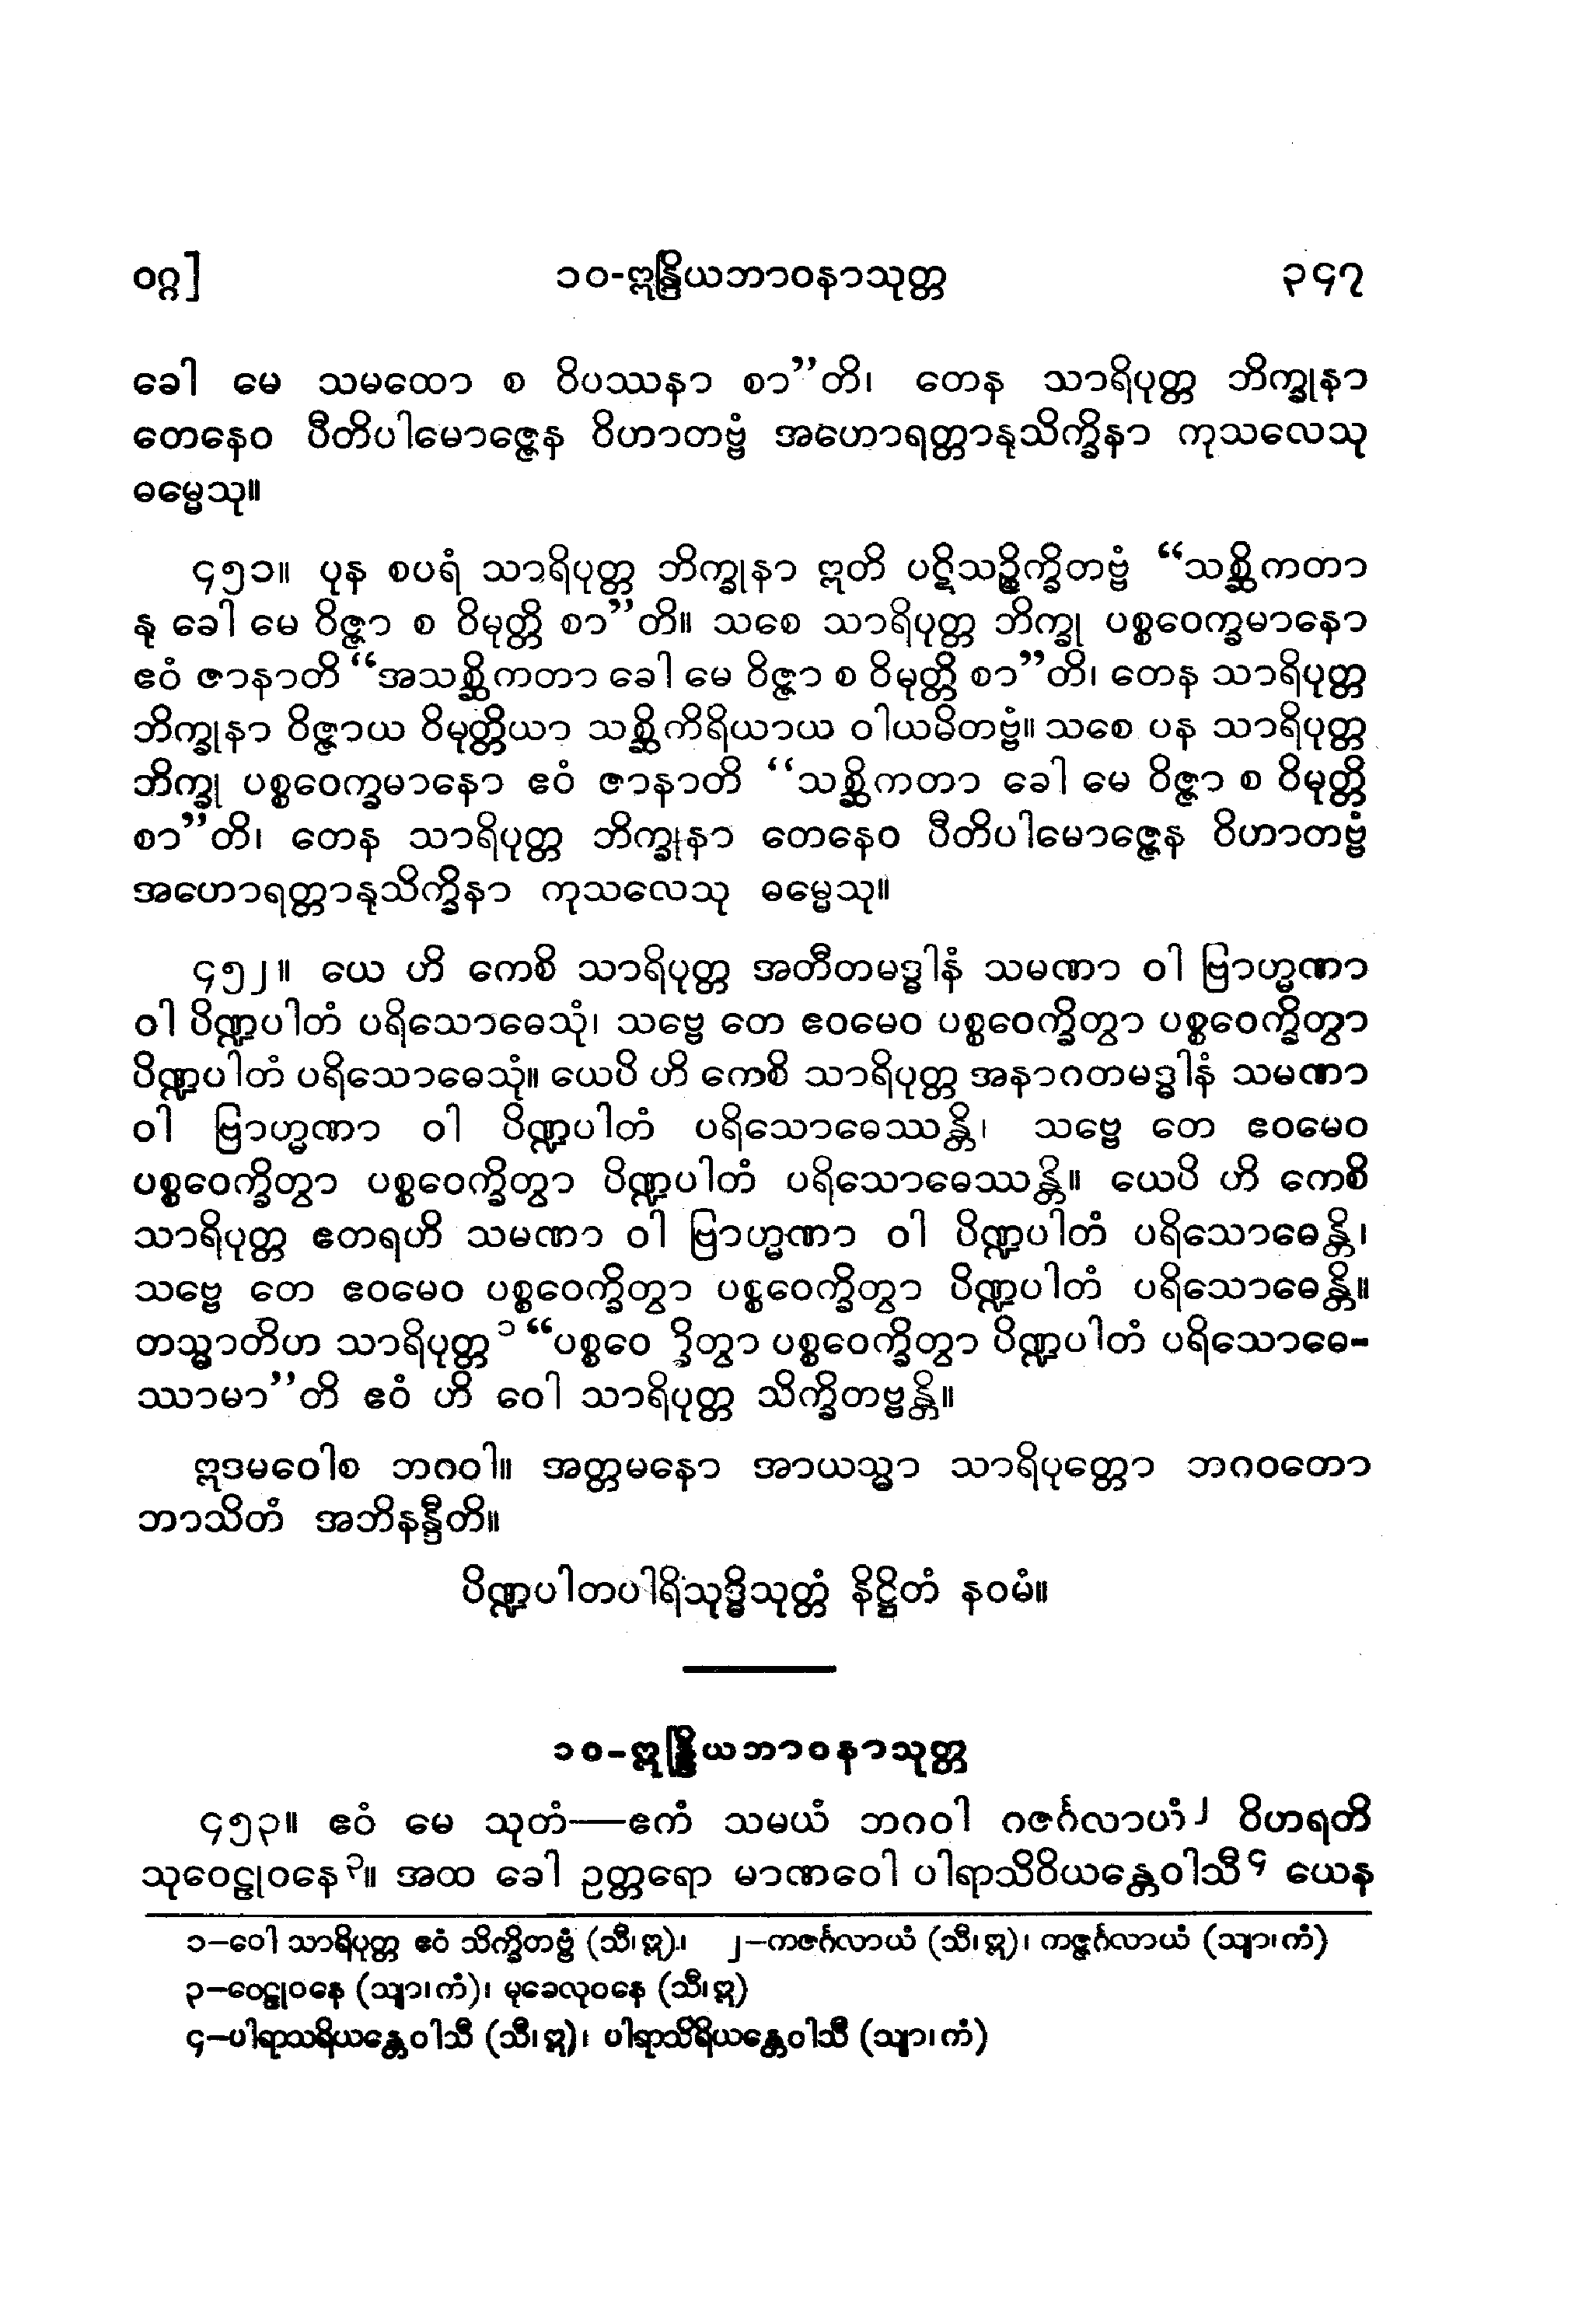 ဝဂ္ဂ] ၁၀-ဣန္ဒြိယဘာဝနာသုတ္တ ၃၄၇
ခေါ မေ သမထော စ ဝိပဿနာ စာ”တိ၊ တေန သာရိပုတ္တ ဘိက္ခုနာ
တေနေဝ ပီတိပါမောဇ္ဇေန ဝိဟာတဗ္ဗံ အဟောရတ္တာနုသိက္ခိနာ ကုသလေသု
ဓမ္မေသု။
၄၅၁။ ပုန စပရံ သာရိပုတ္တ ဘိက္ခုနာ ဣတိ ပဋိသဉ္စိက္ခိတဗ္ဗံ “သစ္ဆိကတာ
နု ခေါ မေ ဝိဇ္ဇာ စ ဝိမုတ္တိ စာ”တိ။ သစေ သာရိပုတ္တ ဘိက္ခု ပစ္စဝေက္ခမာနော
ဧဝံ ဇာနာတိ “အသစ္ဆိကတာ ခေါ မေ ဝိဇ္ဇာ စ ဝိမုတ္တိ စာ”တိ၊ တေန သာရိပုတ္တ
ဘိက္ခုနာ ဝိဇ္ဇာယ ဝိမုတ္တိယာ သစ္ဆိကိရိယာယ ဝါယမိတဗ္ဗံ။ သစေ ပန သာရိပုတ္တ
ဘိက္ခု ပစ္စဝေက္ခမာနော ဧဝံ ဇာနာတိ “သစ္ဆိကတာ ခေါ မေ ဝိဇ္ဇာ စ ဝိမုတ္တိ
စာ”တိ၊ တေန သာရိပုတ္တ ဘိက္ခုနာ တေနေဝ ပီတိပါမောဇ္ဇေန ဝိဟာတဗ္ဗံ
အဟောရတ္တာနုသိက္ခိနာ ကုသလေသု ဓမ္မေသု။
၄၅၂။ ယေ ဟိ ကေစိ သာရိပုတ္တ အတီတမဒ္ဓါနံ သမဏာ ဝါ ဗြာဟ္မဏာ
ဝါ ပိဏ္ဍပါတံ ပရိသောဓေသုံ၊ သဗ္ဗေ တေ ဧဝမေဝ ပစ္စဝေက္ခိတွာ ပစ္စဝေက္ခိတွာ
ပိဏ္ဍပါတံ ပရိသောဓေသုံ။ ယေပိ ဟိ ကေစိ သာရိပုတ္တ အနာဂတမဒ္ဓါနံ သမဏာ
ဝါ ဗြာဟ္မဏာ ဝါ ပိဏ္ဍပါတံ ပရိသောဓေဿန္တိ၊ သဗ္ဗေ တေ ဧဝမေဝ
ပစ္စဝေက္ခိတွာ ပစ္စဝေက္ခိတွာ ပိဏ္ဍပါတံ ပရိသောဓေဿန္တိ။ ယေပိ ဟိ ကေစိ
သာရိပုတ္တ ဧတရဟိ သမဏာ ဝါ ဗြာဟ္မဏာ ဝါ ပိဏ္ဍပါတံ ပရိသောဓေန္တိ၊
သဗ္ဗေ တေ ဧဝမေဝ ပစ္စဝေက္ခိတွာ ပစ္စဝေက္ခိတွာ ပိဏ္ဍပါတံ ပရိသောဓေန္တိ။
တသ္မာတိဟ သာရိပုတ္တ ၁ “ပစ္စဝေက္ခိတွာ ပစ္စဝေက္ခိတွာ ပိဏ္ဍပါတံ ပရိသောဓေ-
ဿာမာ”တိ ဧဝံ ဟိ ဝေါ သာရိပုတ္တ သိက္ခိတဗ္ဗန္တိ။
ဣဒမဝေါစ ဘဂဝါ။ အတ္တမနော အာယသ္မာ သာရိပုတ္တော ဘဂဝတော
ဘာသိတံ အဘိနန္ဒီတိ။
ပိဏ္ဍပါတပါရိသုဒ္ဓိသုတ္တံ နိဋ္ဌိတံ နဝမံ။
၁၀-ဣန္ဒြိယဘာဝနာသုတ္တ
၄၅၃။ ဧဝံ မေ သုတံ—ဧကံ သမယံ ဘဂဝါ ဂဇင်္ဂလာယံ၂ ဝိဟရတိ
သုဝေဠုဝနေ၃။ အထ ခေါ ဥတ္တရော မာဏဝေါ ပါရာသိဝိယန္တေဝါသီ၄ ယေန
၁–ဝေါ သာရိပုတ္တ ဧဝံ သိက္ခိတဗ္ဗံ (သီ၊ဣ)၊ ၂–ကဇင်္ဂလာယံ (သီ၊ဣ)၊ ကဇ္ဇင်္ဂလာယံ (သျာ၊ကံ)
၃–ဝေဠုဝနေ (သျာ၊ကံ)၊ မုခေလုဝနေ (သီ၊ဣ)
၄–ပါရာသရိယန္တေဝါသီ (သီ၊ဣ)၊ ပါရာသိရိယန္တေဝါသီ (သျာ၊ကံ)